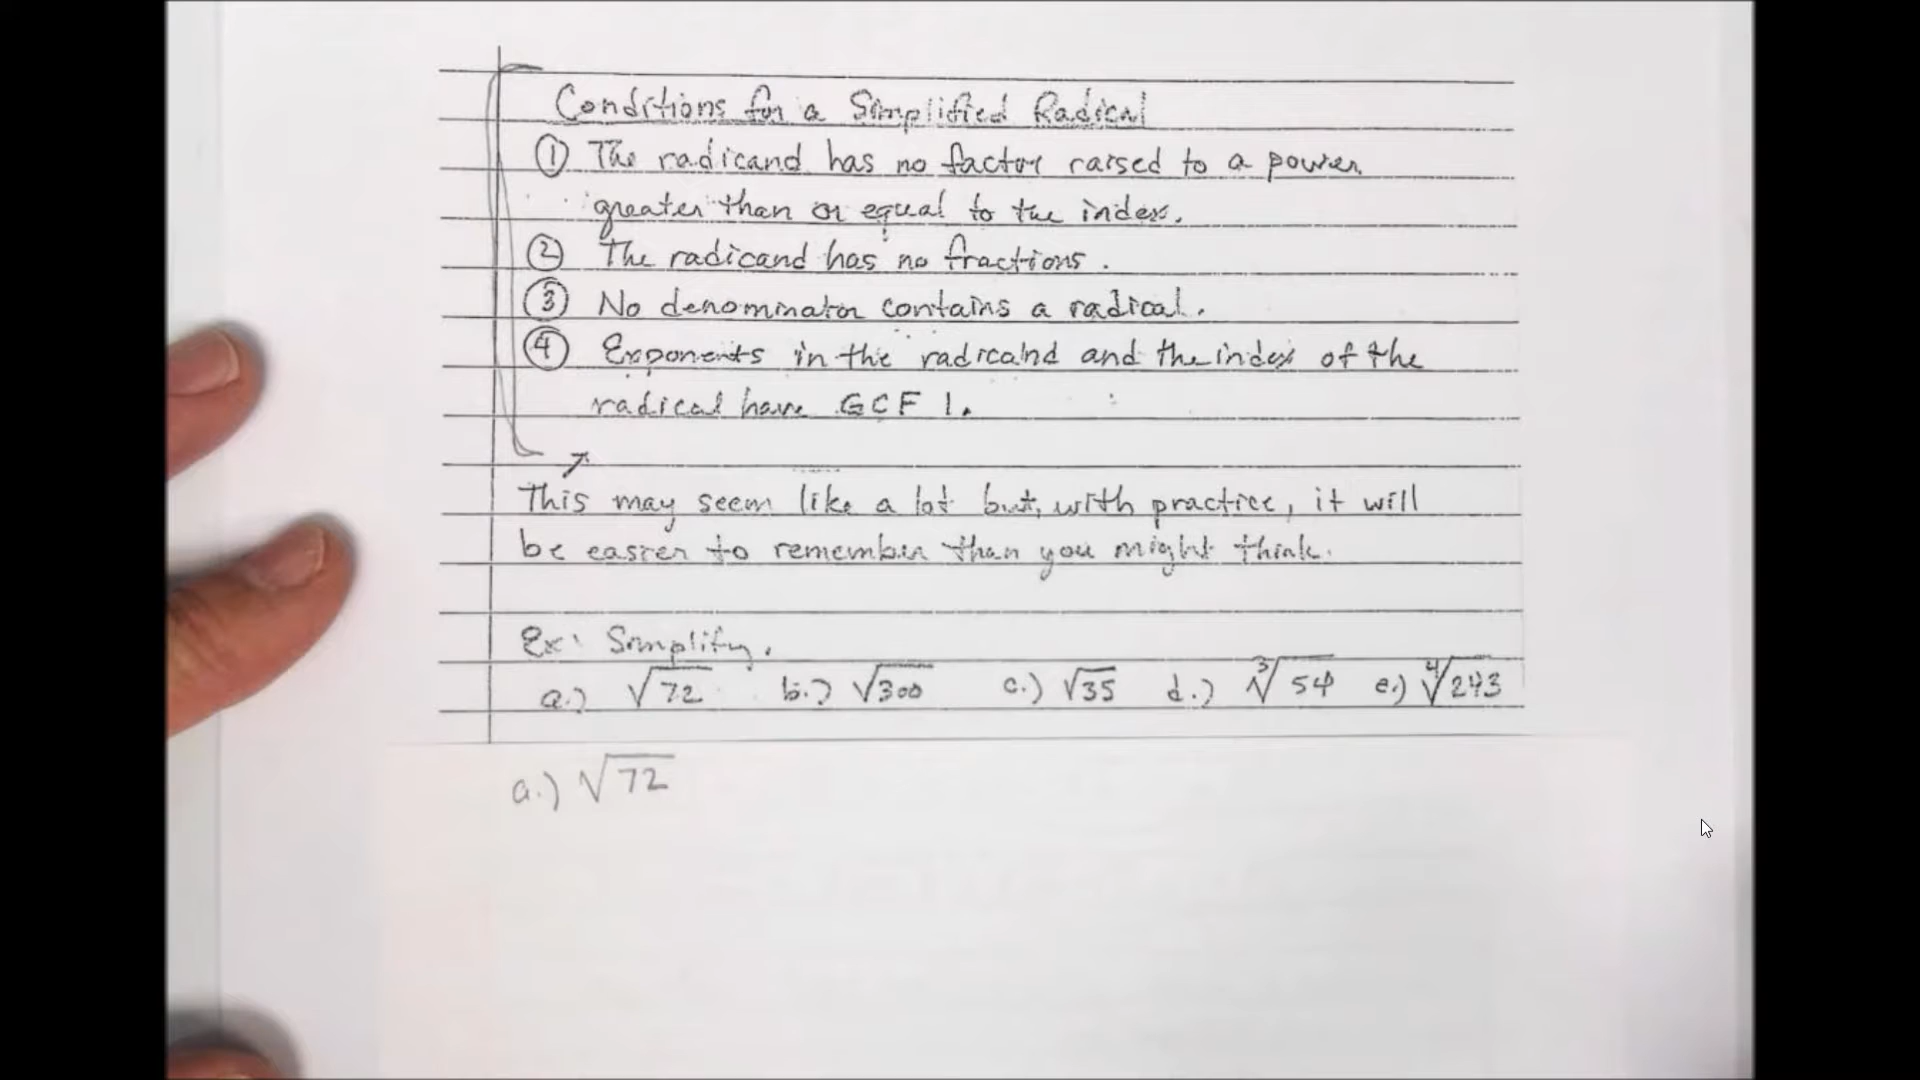 Conditions for a Simplified Radical
① The radicand has no factor raised to a power
greater than or equal to the index.
② The radicand has no fractions.
③ No denominator contains a radical.
④ Exponents in the radicand and the index of the
radical have GCF 1.
This may seem like a lot but, with practice, it will
be easier to remember than you might think.
Ex: Simplify.
a.) √72 b.) √300 c.) √35 d.) ∛54 e.) ∜243
a.) √72